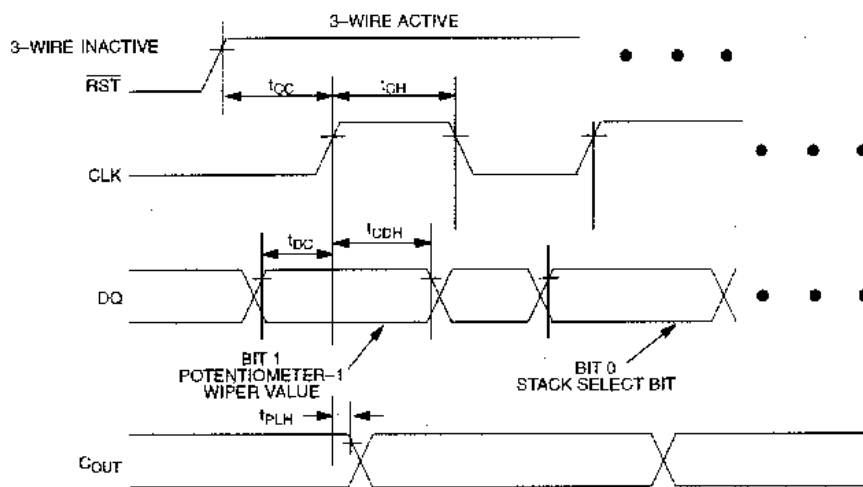 3-WIRE ACTIVE
3-WIRE INACTIVE
RST
tCC
tCH
CLK
tDC
tCDH
DQ
BIT 1
POTENTIOMETER-1
WIPER VALUE
BIT 0
STACK SELECT BIT
tPLH
COUT